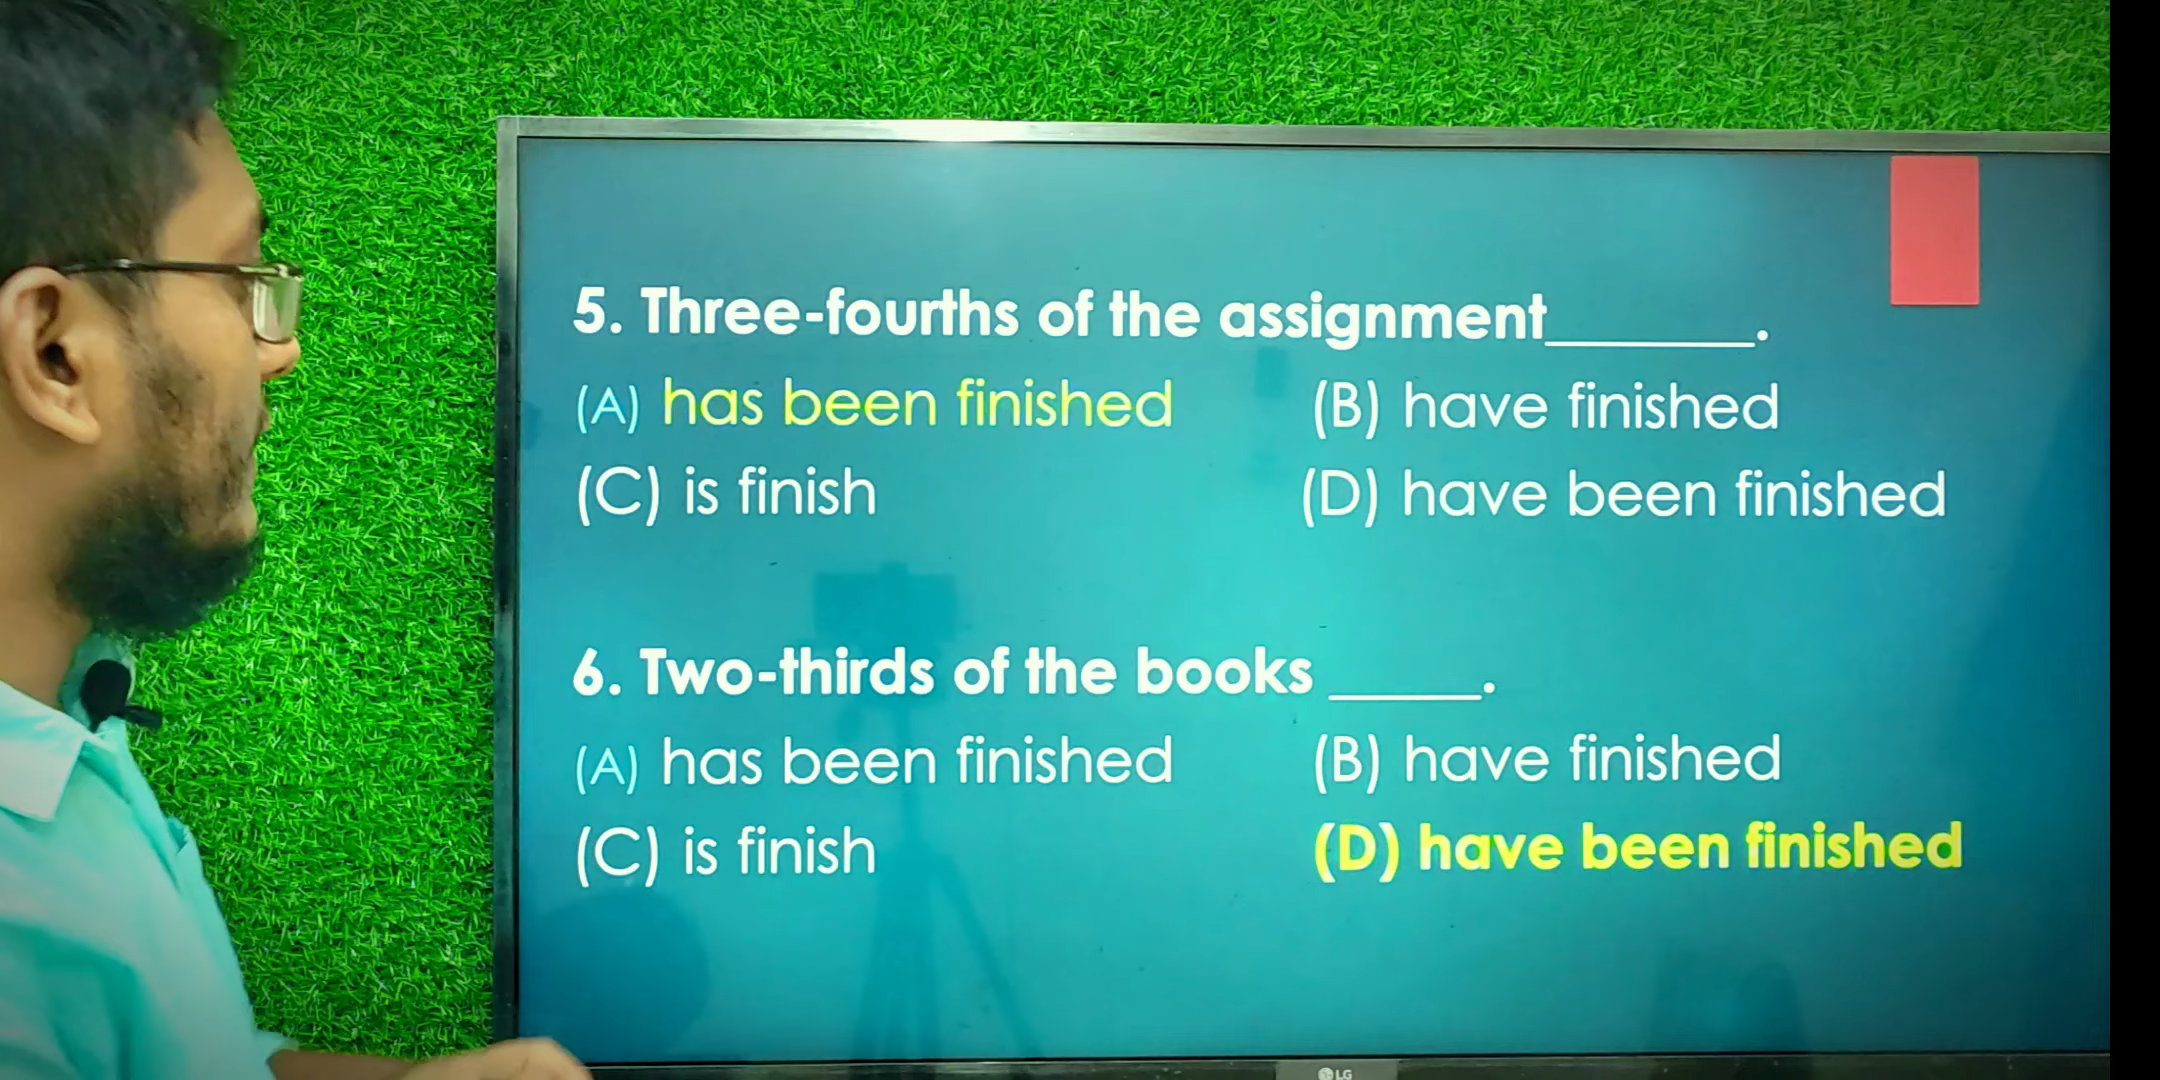 5. Three-fourths of the assignment_______.
(A) has been finished (B) have finished
(C) is finish (D) have been finished
6. Two-thirds of the books _____.
(A) has been finished (B) have finished
(C) is finish (D) have been finished
LG